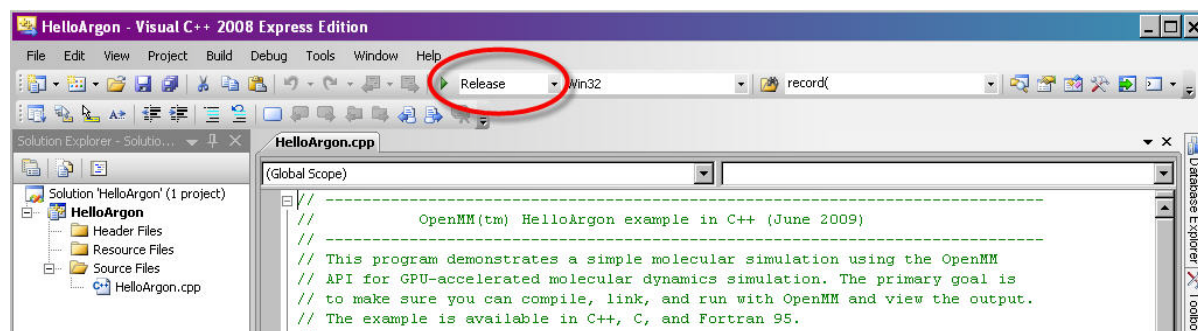 HelloArgon - Visual C++ 2008 Express Edition
File Edit View Project Build Debug Tools Window Help
Release Win32 record(
Solution Explorer - Solutio...
HelloArgon.cpp
(Global Scope)
Solution 'HelloArgon' (1 project)
HelloArgon
Header Files
Resource Files
Source Files
HelloArgon.cpp
// -----------------------------------------------------------------------------
// OpenMM(tm) HelloArgon example in C++ (June 2009)
// -----------------------------------------------------------------------------
// This program demonstrates a simple molecular simulation using the OpenMM
// API for GPU-accelerated molecular dynamics simulation. The primary goal is
// to make sure you can compile, link, and run with OpenMM and view the output.
// The example is available in C++, C, and Fortran 95.
Database Explorer